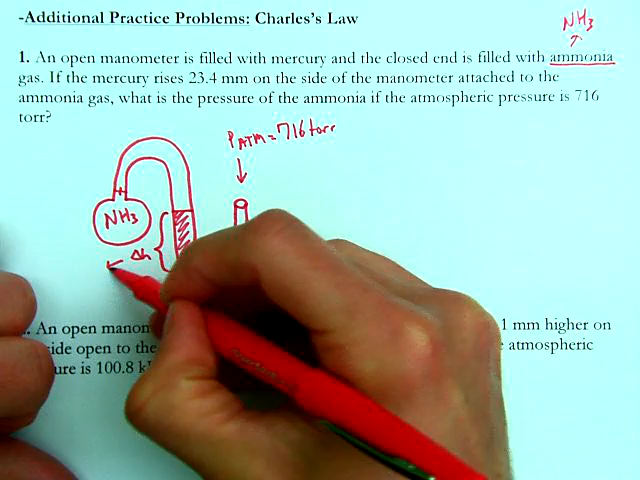 -Additional Practice Problems: Charles's Law
NH3
1. An open manometer is filled with mercury and the closed end is filled with ammonia
gas. If the mercury rises 23.4 mm on the side of the manometer attached to the
ammonia gas, what is the pressure of the ammonia if the atmospheric pressure is 716
torr?
PATM=716 torr
NH3
Δh
. An open manom 1 mm higher on
ide open to the atmospheric
ure is 100.8 k